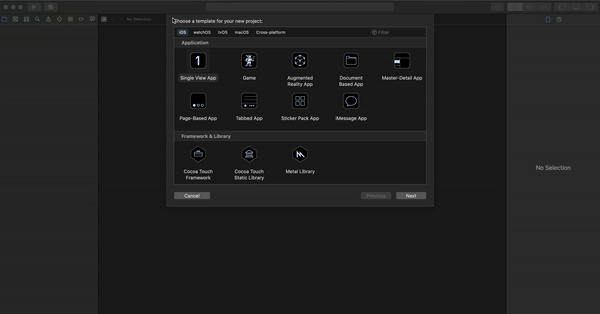 Choose a template for your new project:
No Selection
iOS watchOS tvOS macOS Cross-platform Filter
Application
1
Single View App Game Augmented Reality App Document Based App Master-Detail App
Page-Based App Tabbed App Sticker Pack App iMessage App
Framework & Library
Cocoa Touch Framework Cocoa Touch Static Library Metal Library
No Selection
Cancel Previous Next